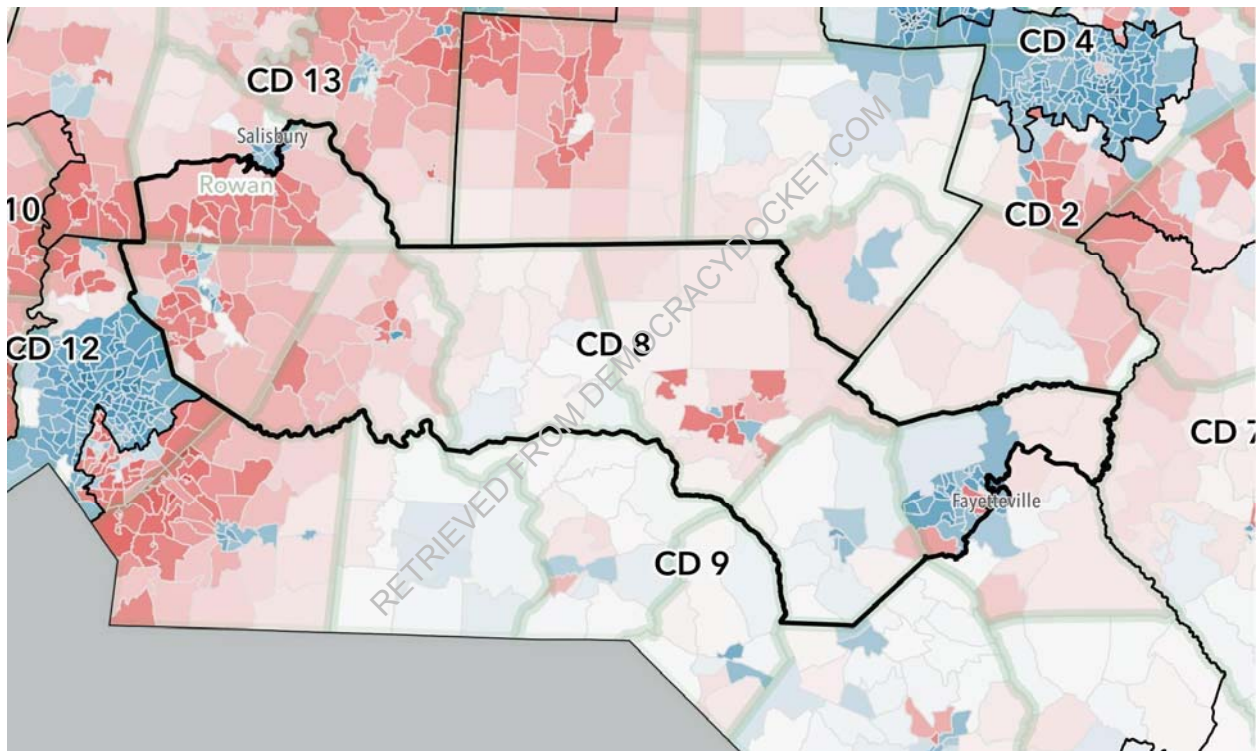 CD 4
CD 13
Salisbury
Rowan
10
CD 2
CD 12
CD 8
CD 7
Fayetteville
CD 9
RETRIEVED FROM DEMOCRACYDOCKET.COM